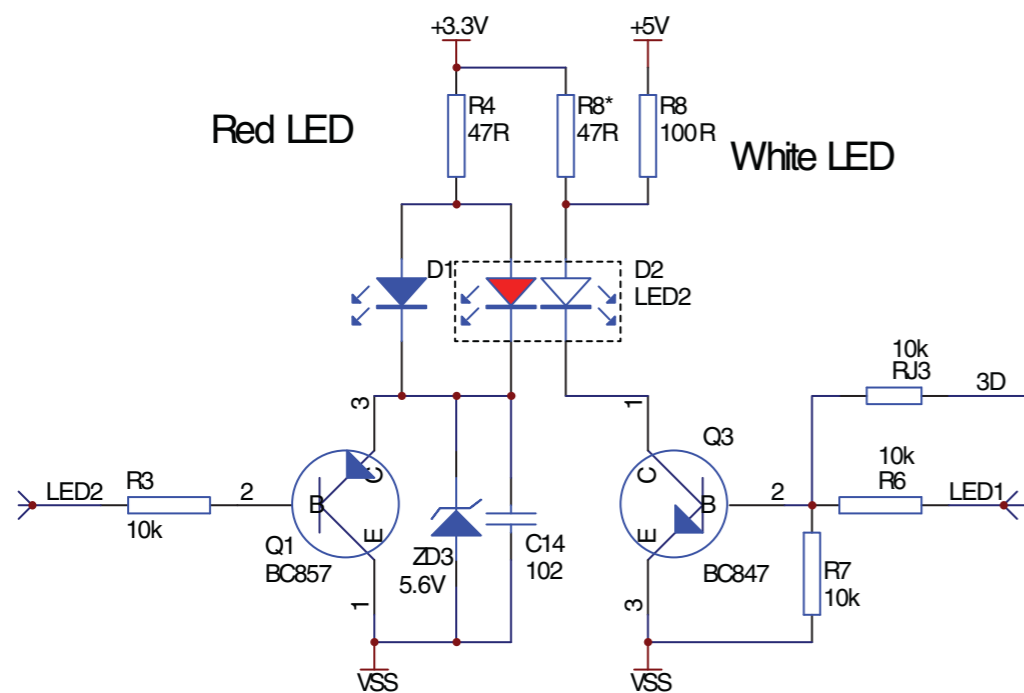 +3.3V
+5V
R4
47R
R8*
47R
R8
100R
Red LED
White LED
D1
D2
LED2
10k
RJ3
3D
3
1
Q3
C
C
10k
R6
LED1
LED2
R3
10k
2
B
B
2
E
E
Q1
BC857
ZD3
5.6V
C14
102
BC847
R7
10k
1
3
VSS
VSS